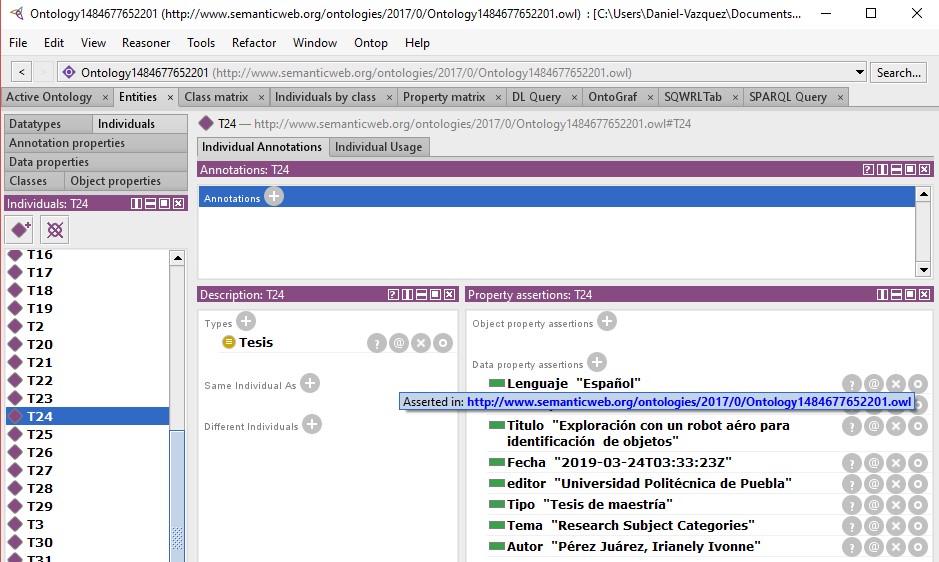 Ontology1484677652201 (http://www.semanticweb.org/ontologies/2017/0/Ontology1484677652201.owl) : [C:\Users\Daniel-Vazquez\Documents...
File Edit View Reasoner Tools Refactor Window Ontop Help
< > Ontology1484677652201 (http://www.semanticweb.org/ontologies/2017/0/Ontology1484677652201.owl) Search...
Active Ontology × Entities × Class matrix × Individuals by class × Property matrix × DL Query × OntoGraf × SQWRLTab × SPARQL Query ×
Datatypes Individuals
Annotation properties
Data properties
Classes Object properties
Individuals: T24
T16
T17
T18
T19
T2
T20
T21
T22
T23
T24
T25
T26
T27
T28
T29
T3
T30
T31
T24 — http://www.semanticweb.org/ontologies/2017/0/Ontology1484677652201.owl#T24
Individual Annotations Individual Usage
Annotations: T24
Annotations
Description: T24
Types
Tesis
Same Individual As
Different Individuals
Property assertions: T24
Object property assertions
Data property assertions
Lenguaje "Español"
Asserted in: http://www.semanticweb.org/ontologies/2017/0/Ontology1484677652201.owl
Titulo "Exploración con un robot aéro para
identificación de objetos"
Fecha "2019-03-24T03:33:23Z"
editor "Universidad Politécnica de Puebla"
Tipo "Tesis de maestría"
Tema "Research Subject Categories"
Autor "Pérez Juárez, Irianely Ivonne"